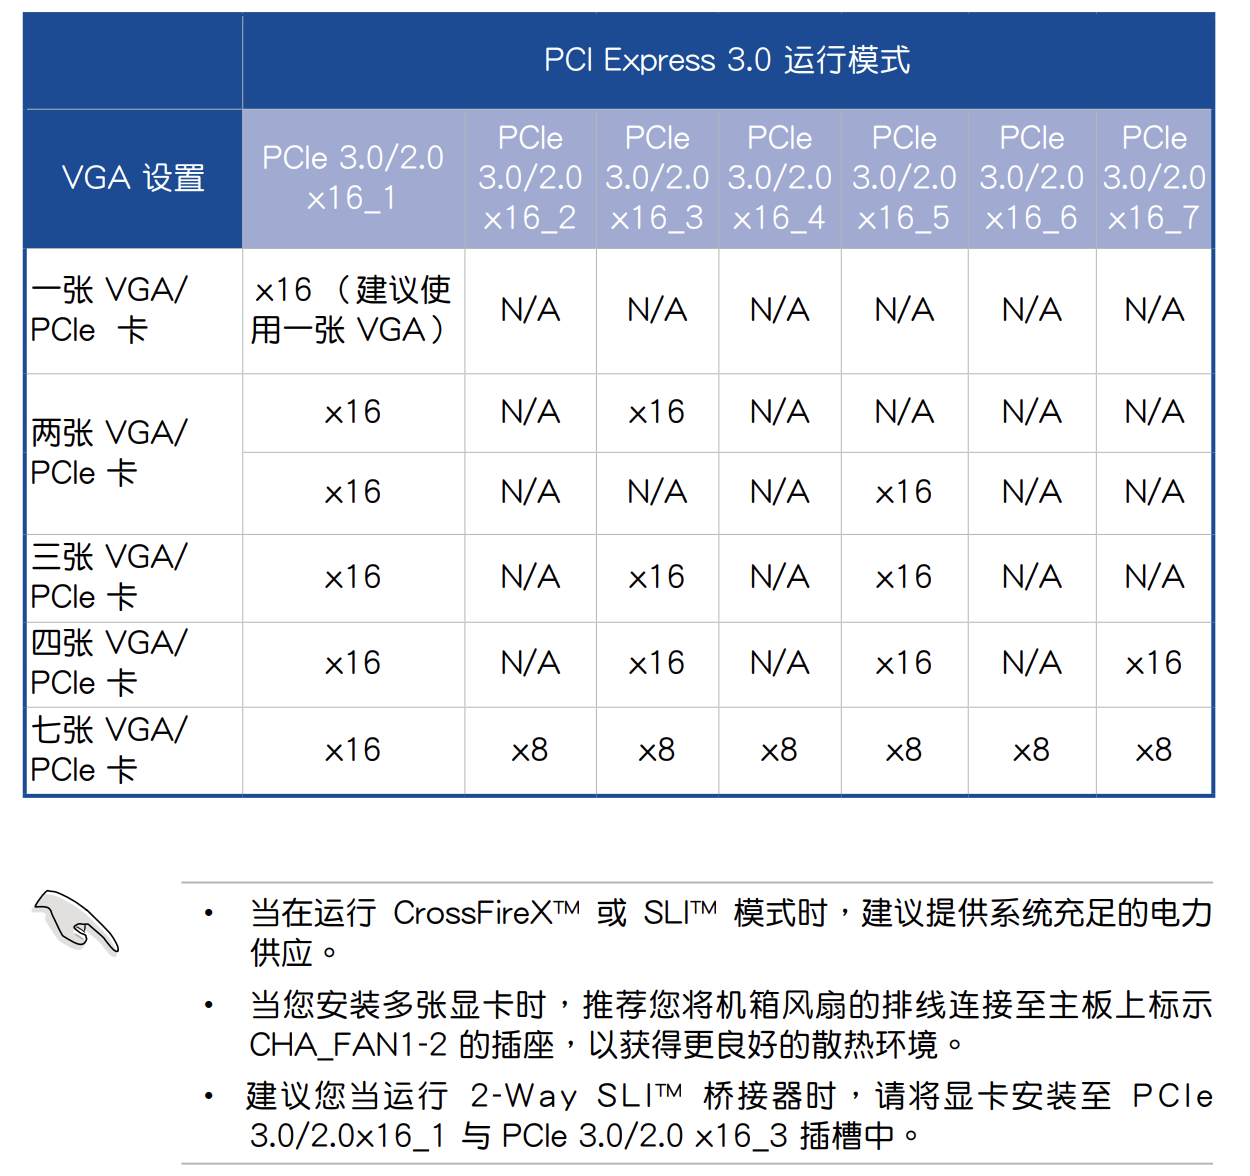 PCI Express 3.0 运行模式
VGA 设置
PCIe 3.0/2.0
x16_1
PCIe
3.0/2.0
x16_2
PCIe
3.0/2.0
x16_3
PCIe
3.0/2.0
x16_4
PCIe
3.0/2.0
x16_5
PCIe
3.0/2.0
x16_6
PCIe
3.0/2.0
x16_7
一张 VGA/
PCIe 卡
x16（建议使
用一张 VGA）
N/A N/A N/A N/A N/A N/A
两张 VGA/
PCIe 卡
x16 N/A x16 N/A N/A N/A N/A
x16 N/A N/A N/A x16 N/A N/A
三张 VGA/
PCIe 卡
x16 N/A x16 N/A x16 N/A N/A
四张 VGA/
PCIe 卡
x16 N/A x16 N/A x16 N/A x16
七张 VGA/
PCIe 卡
x16 x8 x8 x8 x8 x8 x8
• 当在运行 CrossFireX™ 或 SLI™ 模式时，建议提供系统充足的电力
供应。
• 当您安装多张显卡时，推荐您将机箱风扇的排线连接至主板上标示
CHA_FAN1-2 的插座，以获得更良好的散热环境。
• 建议您当运行 2-Way SLI™ 桥接器时，请将显卡安装至 PCIe
3.0/2.0x16_1 与 PCIe 3.0/2.0 x16_3 插槽中。